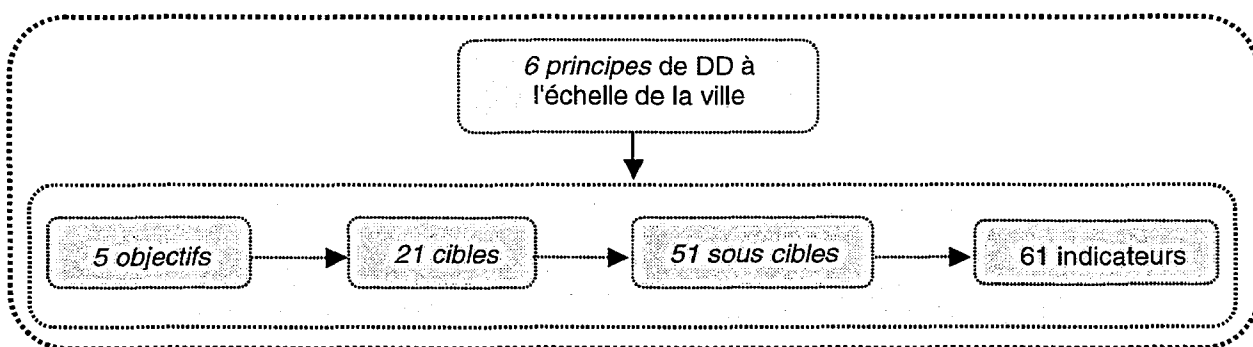 6 principes de DD à
l'échelle de la ville
5 objectifs
21 cibles
51 sous cibles
61 indicateurs